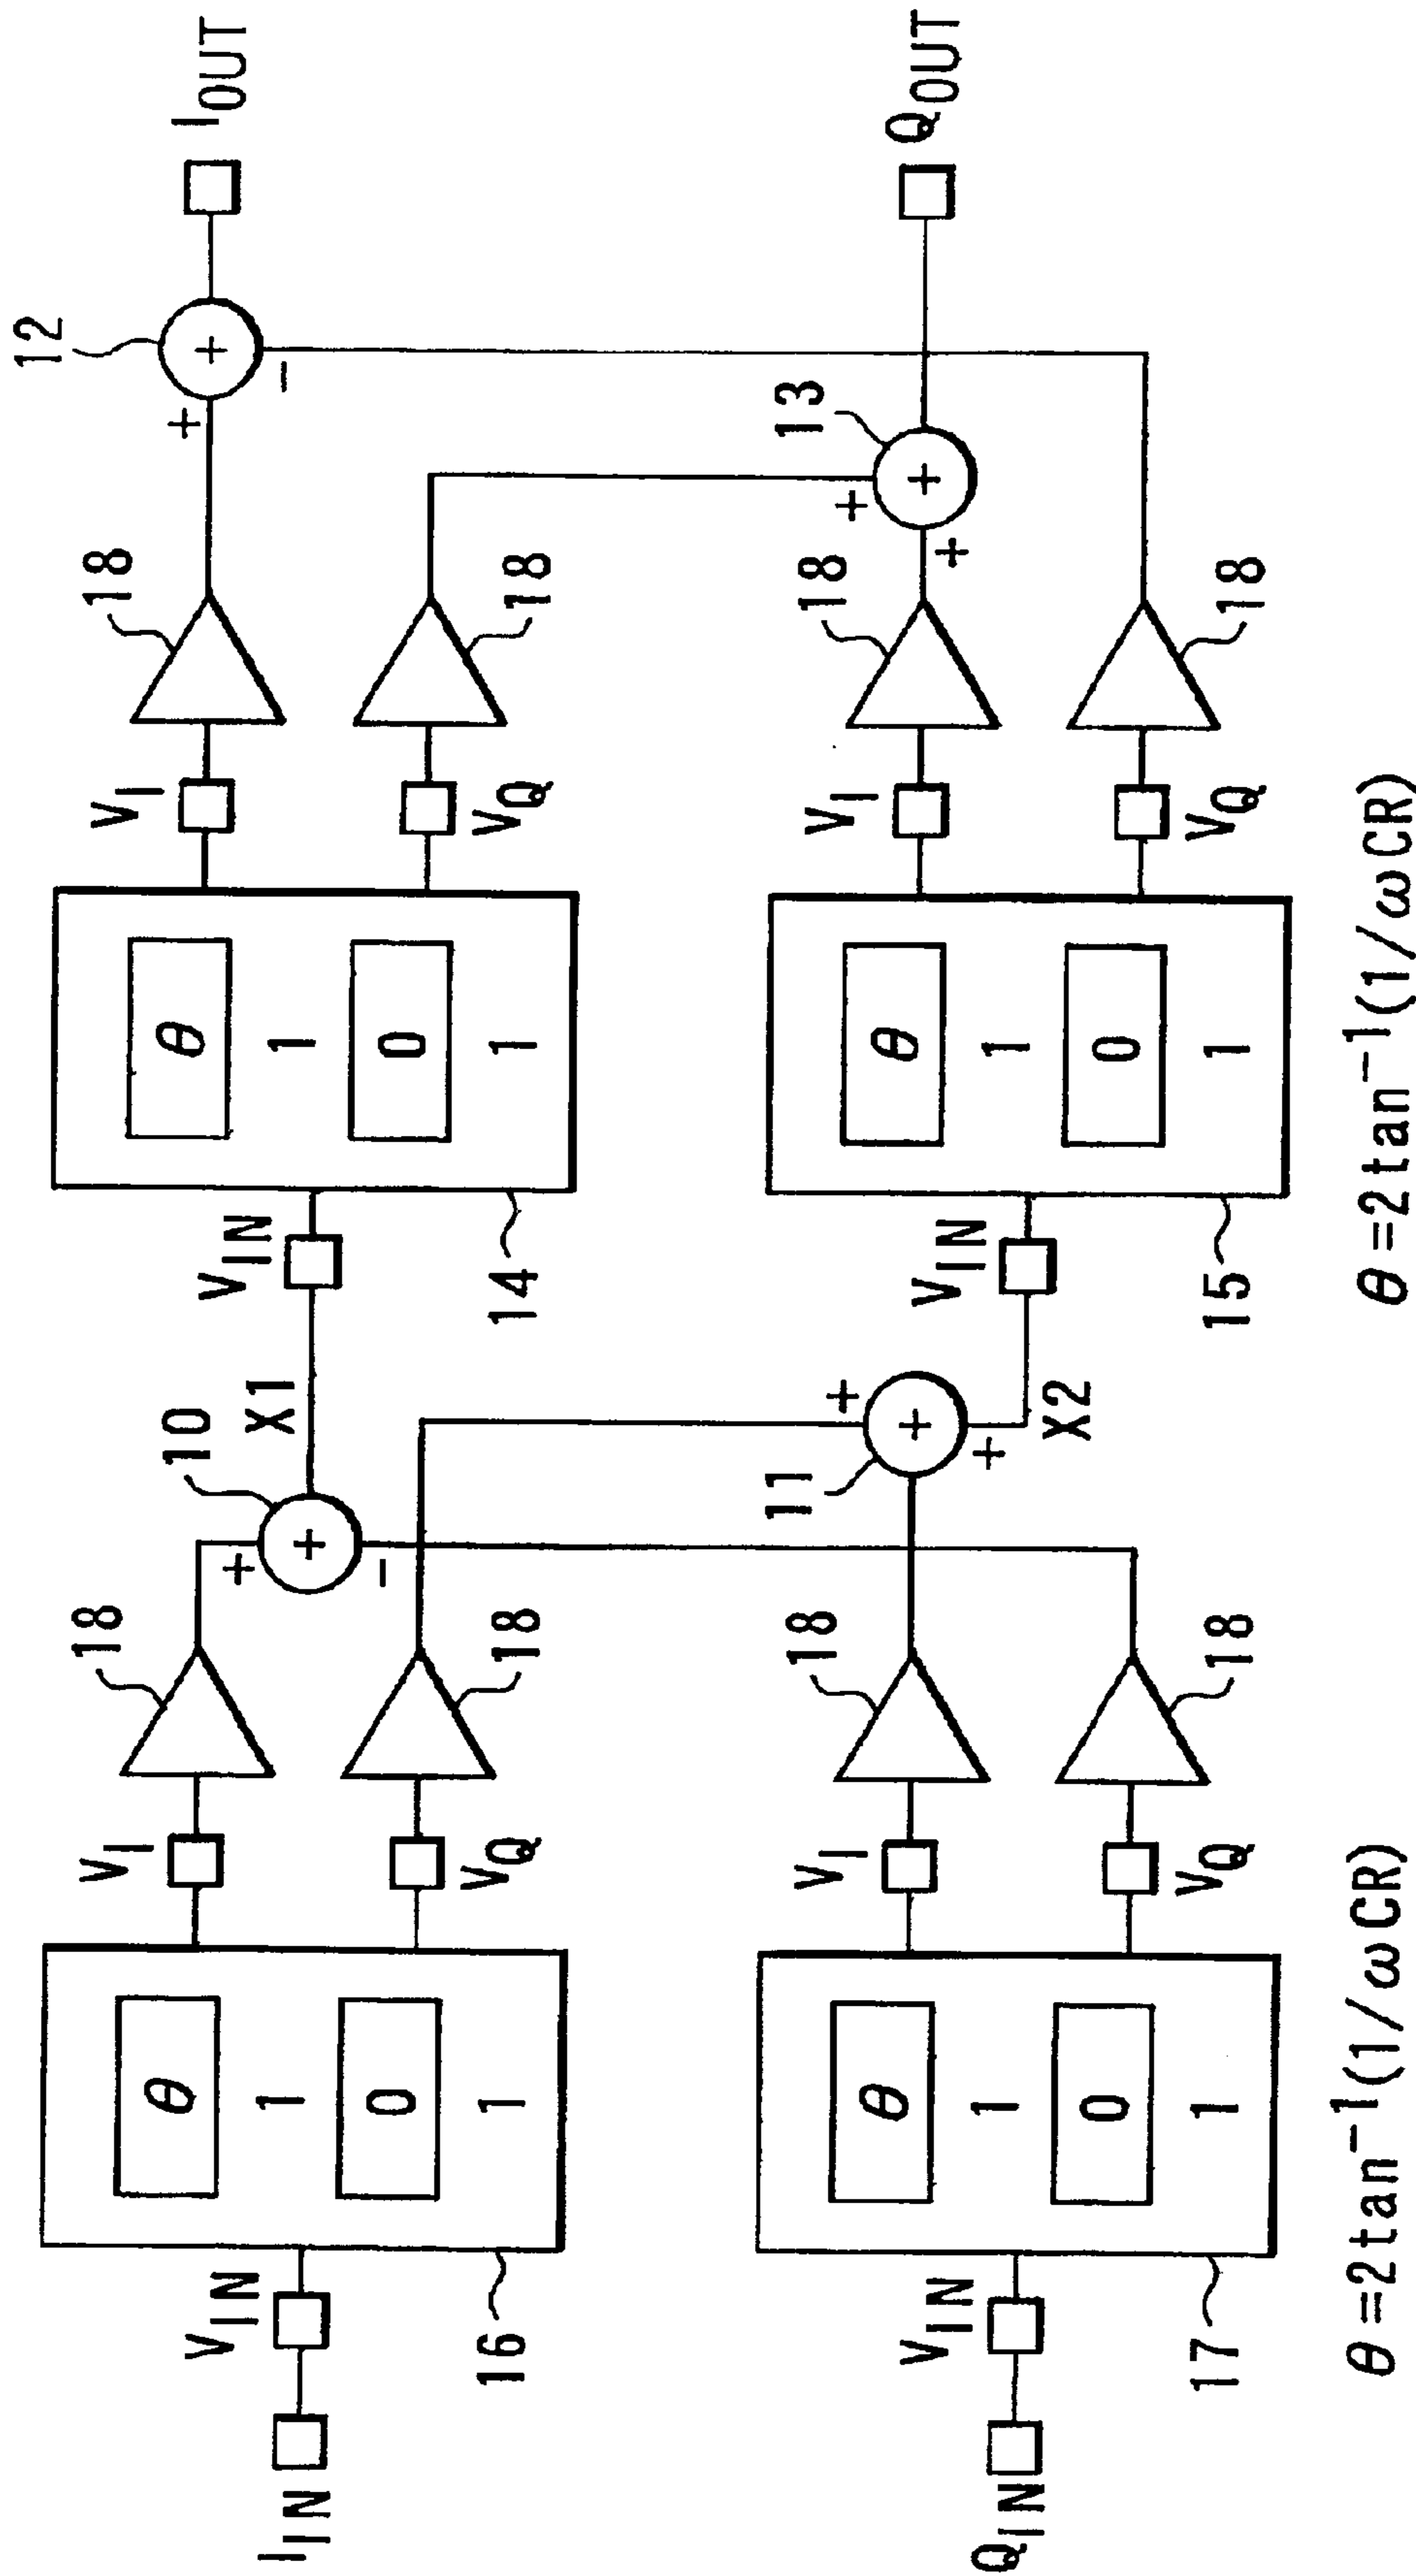 I_IN
V_IN
16
θ
1
0
1
V_I
V_Q
18
18
10
+
+
−
X1
V_IN
14
θ
1
0
1
V_I
V_Q
18
18
12
+
+
−
I_OUT
Q_IN
V_IN
17
θ
1
0
1
V_I
V_Q
18
18
11
+
+
+
X2
V_IN
15
θ
1
0
1
V_I
V_Q
18
18
13
+
+
+
Q_OUT
θ=2tan⁻¹(1/ωCR)
θ=2tan⁻¹(1/ωCR)